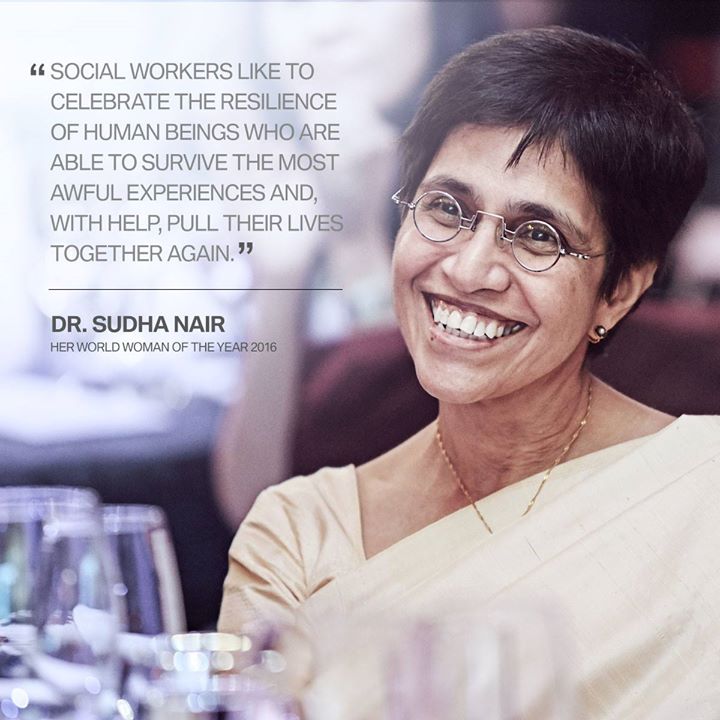 “ SOCIAL WORKERS LIKE TO
CELEBRATE THE RESILIENCE
OF HUMAN BEINGS WHO ARE
ABLE TO SURVIVE THE MOST
AWFUL EXPERIENCES AND,
WITH HELP, PULL THEIR LIVES
TOGETHER AGAIN.”
DR. SUDHA NAIR
HER WORLD WOMAN OF THE YEAR 2016